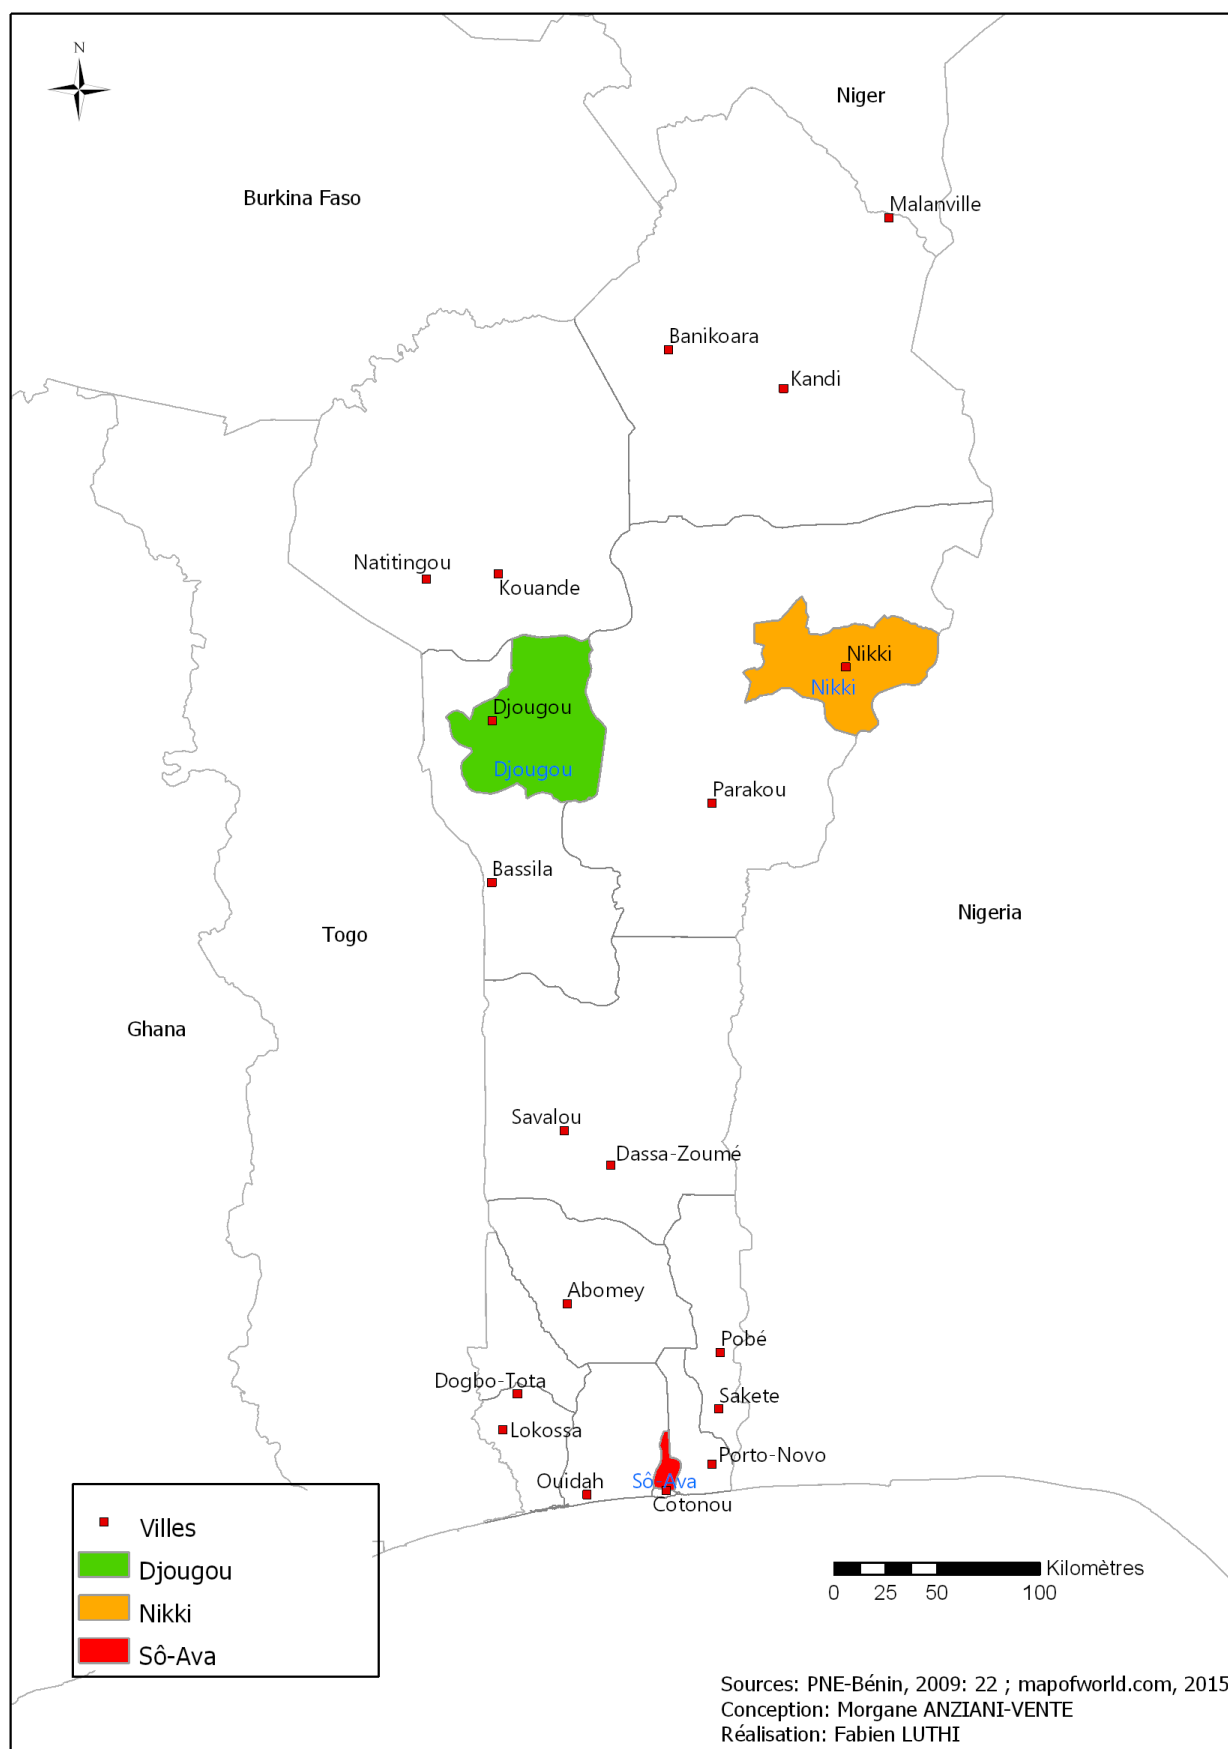 N
Niger
Burkina Faso
Malanville
Banikoara
Kandi
Natitingou
Kouande
Nikki
Nikki
Djougou
Djougou
Parakou
Bassila
Nigeria
Togo
Ghana
Savalou
Dassa-Zoumé
Abomey
Pobé
Dogbo-Tota
Sakete
Lokossa
Porto-Novo
Ouidah
Sô-Ava
Cotonou
Villes
Djougou
Nikki
Sô-Ava
Kilomètres
0 25 50 100
Sources: PNE-Bénin, 2009: 22 ; mapofworld.com, 2015
Conception: Morgane ANZIANI-VENTE
Réalisation: Fabien LUTHI